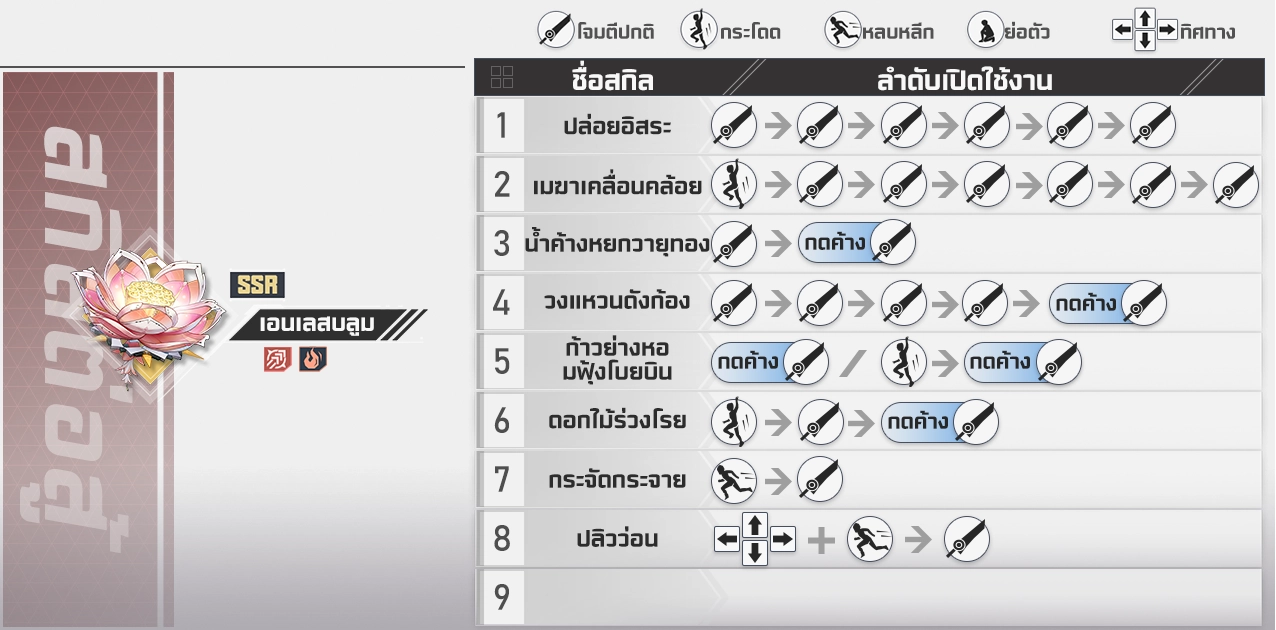 โจมตีปกติ กระโดด หลบหลีก ย่อตัว ทิศทาง
ชื่อสกิล ลำดับเปิดใช้งาน
สกิลต่อสู้
SSR
เอนเลสบลูม
1 ปล่อยอิสระ
2 เมฆาเคลื่อนคล้อย
3 น้ำค้างหยกวายุทอง กดค้าง
4 วงแหวนดังก้อง กดค้าง
5 ก้าวย่างหอ
มฟุ้งโบยบิน กดค้าง / กดค้าง
6 ดอกไม้ร่วงโรย กดค้าง
7 กระจัดกระจาย
8 ปลิวว่อน +
9